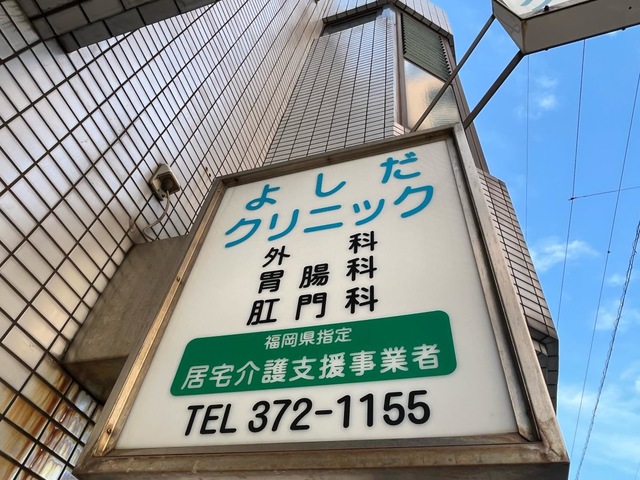 よしだ
クリニック
外科
胃腸科
肛門科
福岡県指定
居宅介護支援事業者
TEL 372-1155